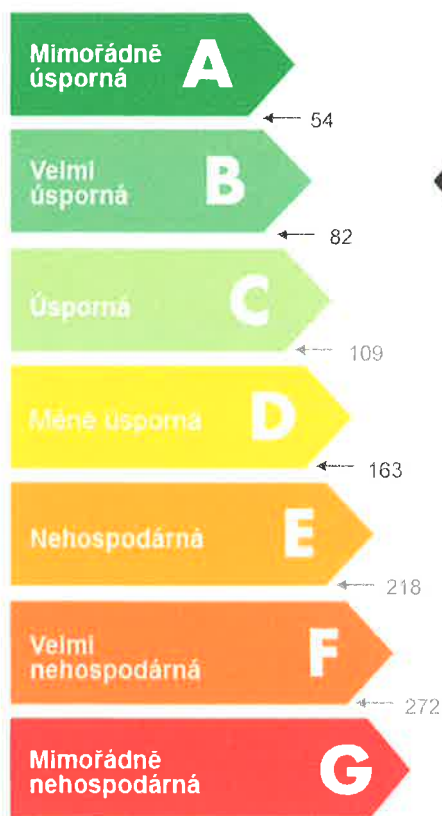 Mimořádně
úsporná
A
54
Velmi
úsporná
B
82
Úsporná
C
109
Méně úsporná
D
163
Nehospodárná
E
218
Velmi
nehospodárná
F
272
Mimořádně
nehospodárná
G